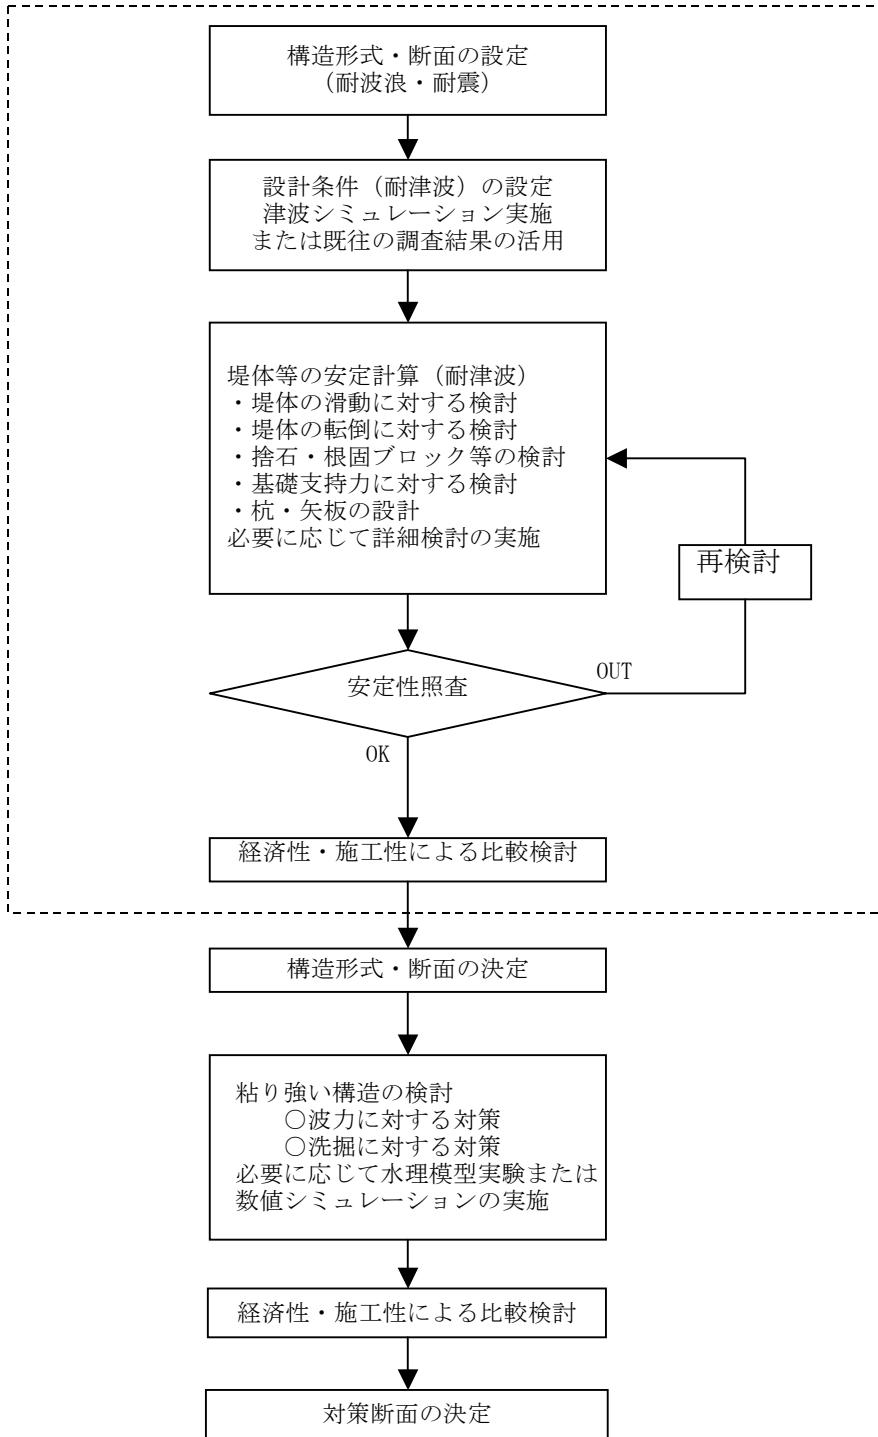 構造形式・断面の設定
(耐波浪・耐震)
設計条件（耐津波）の設定
津波シミュレーション実施
または既往の調査結果の活用
堤体等の安定計算（耐津波）
・堤体の滑動に対する検討
・堤体の転倒に対する検討
・捨石・根固ブロック等の検討
・基礎支持力に対する検討
・杭・矢板の設計
必要に応じて詳細検討の実施
再検討
安定性照査
OUT
OK
経済性・施工性による比較検討
構造形式・断面の決定
粘り強い構造の検討
○波力に対する対策
○洗掘に対する対策
必要に応じて水理模型実験または
数値シミュレーションの実施
経済性・施工性による比較検討
対策断面の決定